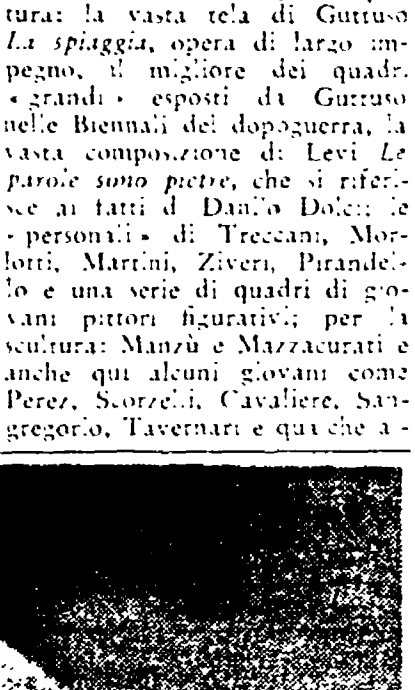 tura: la vasta tela di Guttuso
La spiaggia, opera di largo im-
pegno, il migliore dei quadri
« grandi » esposti da Guttuso
nelle Biennali del dopoguerra, la
vasta composizione di Levi Le
parole sono pietre, che si riferi-
sce ai fatti di Danilo Dolci; le
« personali » di Treccani, Mor-
lotti, Martini, Ziveri, Pirandel-
lo e una serie di quadri di gio-
vani pittori figurativi; per la
scultura: Manzù e Mazzacurati e
anche qui alcuni giovani come
Perez, Scorzelli, Cavaliere, San-
gregorio, Tavernari e qualche al-